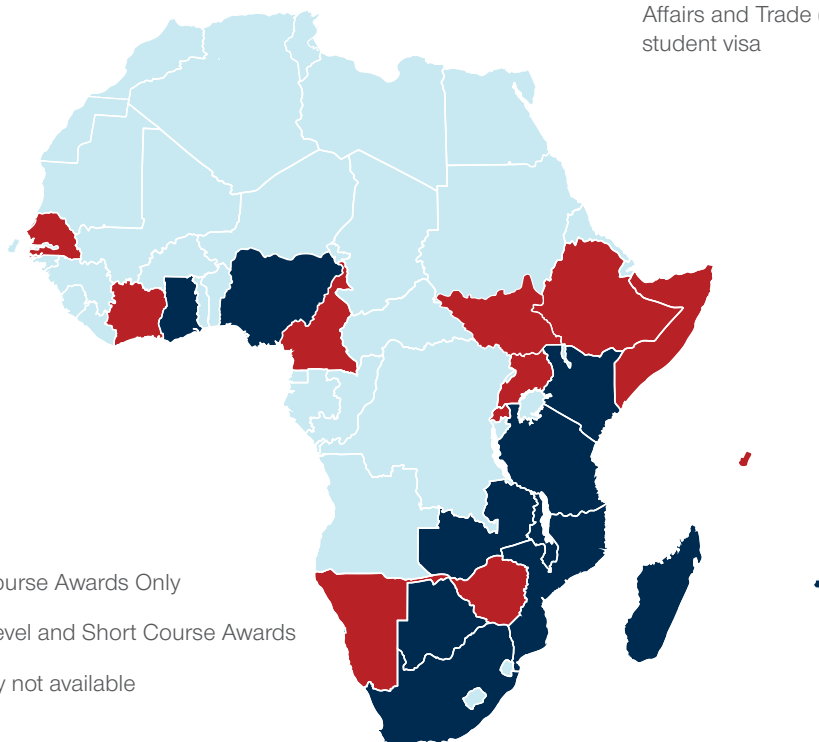 Affairs and Trade
student visa
ourse Awards Only
evel and Short Course Awards
y not available